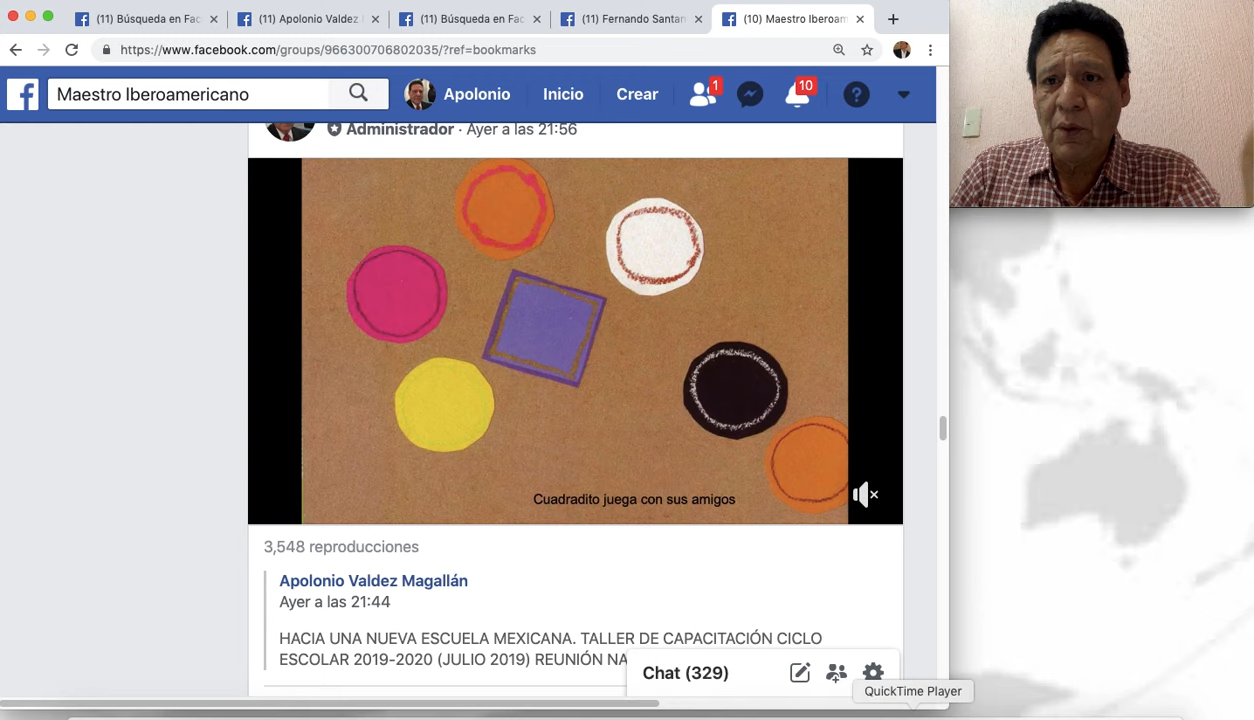 (11) Búsqueda en Fac
(11) Apolonio Valdez
(11) Búsqueda en Fac
(11) Fernando Santan
(10) Maestro Iberoam
https://www.facebook.com/groups/966300706802035/?ref=bookmarks
Maestro Iberoamericano
Apolonio
Inicio
Crear
1
10
Administrador · Ayer a las 21:56
Cuadradito juega con sus amigos
3,548 reproducciones
Apolonio Valdez Magallán
Ayer a las 21:44
HACIA UNA NUEVA ESCUELA MEXICANA. TALLER DE CAPACITACIÓN CICLO
ESCOLAR 2019-2020 (JULIO 2019) REUNIÓN NA
Chat (329)
QuickTime Player